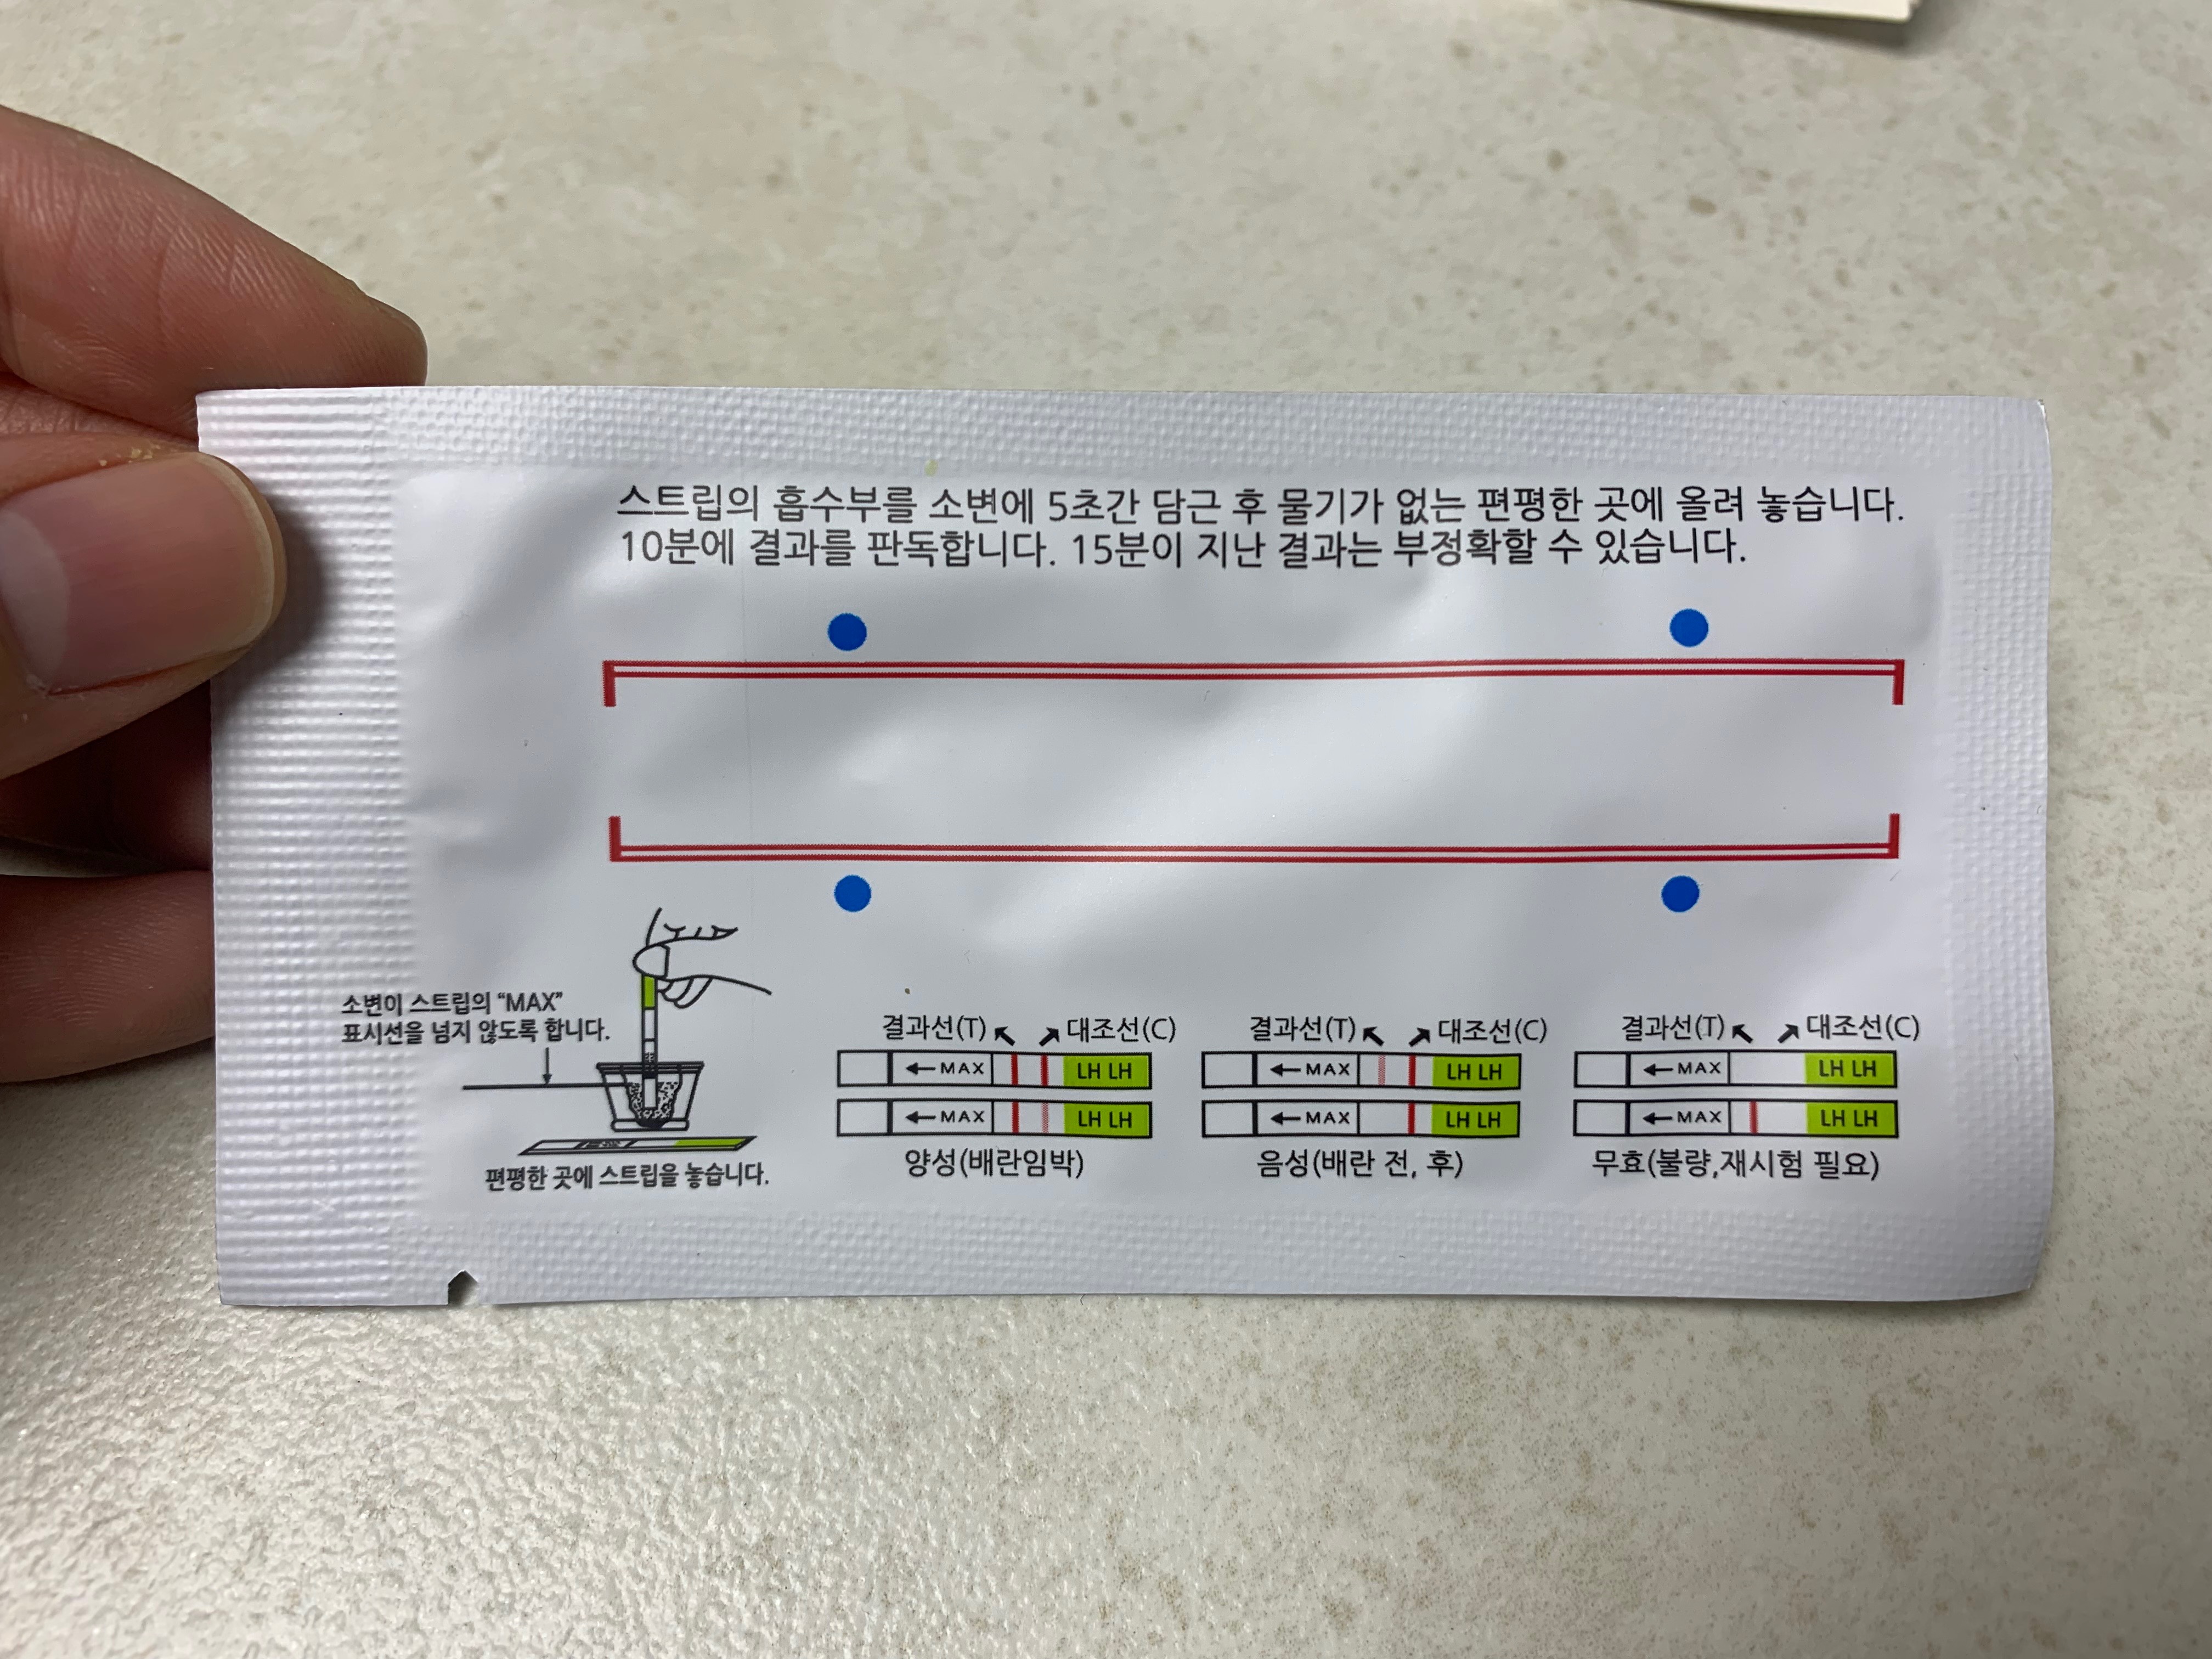 스트립의 흡수부를 소변에 5초간 담근 후 물기가 없는 편평한 곳에 올려 놓습니다.
10분에 결과를 판독합니다. 15분이 지난 결과는 부정확할 수 있습니다.
소변이 스트립의 “MAX”
표시선을 넘지 않도록 합니다.
편평한 곳에 스트립을 놓습니다.
결과선(T) 대조선(C)
MAX LH LH
MAX LH LH
양성(배란임박)
결과선(T) 대조선(C)
MAX LH LH
MAX LH LH
음성(배란 전, 후)
결과선(T) 대조선(C)
MAX LH LH
MAX LH LH
무효(불량,재시험 필요)